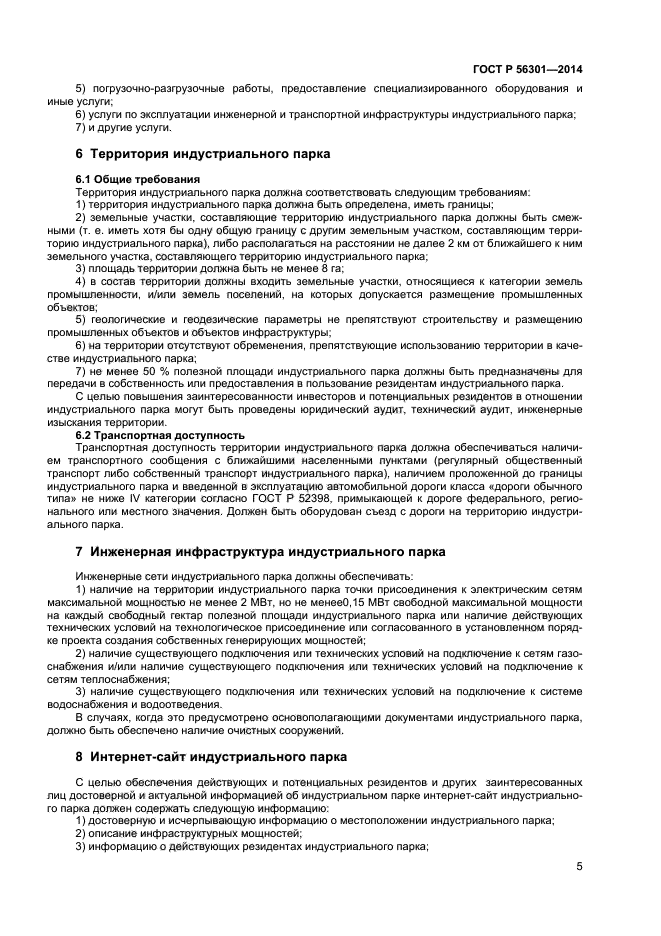 ГОСТ Р 56301—2014
5) погрузочно-разгрузочные работы, предоставление специализированного оборудования и
иные услуги;
6) услуги по эксплуатации инженерной и транспортной инфраструктуры индустриального парка;
7) и другие услуги.
6 Территория индустриального парка
6.1 Общие требования
Территория индустриального парка должна соответствовать следующим требованиям:
1) территория индустриального парка должна быть определена, иметь границы;
2) земельные участки, составляющие территорию индустриального парка должны быть смеж-
ными (т. е. иметь хотя бы одну общую границу с другим земельным участком, составляющим терри-
торию индустриального парка), либо располагаться на расстоянии не далее 2 км от ближайшего к ним
земельного участка, составляющего территорию индустриального парка;
3) площадь территории должна быть не менее 8 га;
4) в состав территории должны входить земельные участки, относящиеся к категории земель
промышленности, и/или земель поселений, на которых допускается размещение промышленных
объектов;
5) геологические и геодезические параметры не препятствуют строительству и размещению
промышленных объектов и объектов инфраструктуры;
6) на территории отсутствуют обременения, препятствующие использованию территории в каче-
стве индустриального парка;
7) не менее 50 % полезной площади индустриального парка должны быть предназначены для
передачи в собственность или предоставления в пользование резидентам индустриального парка.
С целью повышения заинтересованности инвесторов и потенциальных резидентов в отношении
индустриального парка могут быть проведены юридический аудит, технический аудит, инженерные
изыскания территории.
6.2 Транспортная доступность
Транспортная доступность территории индустриального парка должна обеспечиваться наличи-
ем транспортного сообщения с ближайшими населенными пунктами (регулярный общественный
транспорт либо собственный транспорт индустриального парка), наличием проложенной до границы
индустриального парка и введенной в эксплуатацию автомобильной дороги класса «дороги обычного
типа» не ниже IV категории согласно ГОСТ Р 52398, примыкающей к дороге федерального, регио-
нального или местного значения. Должен быть оборудован съезд с дороги на территорию индустри-
ального парка.
7 Инженерная инфраструктура индустриального парка
Инженерные сети индустриального парка должны обеспечивать:
1) наличие на территории индустриального парка точки присоединения к электрическим сетям
максимальной мощностью не менее 2 МВт, но не менее0,15 МВт свободной максимальной мощности
на каждый свободный гектар полезной площади индустриального парка или наличие действующих
технических условий на технологическое присоединение или согласованного в установленном поряд-
ке проекта создания собственных генерирующих мощностей;
2) наличие существующего подключения или технических условий на подключение к сетям газо-
снабжения и/или наличие существующего подключения или технических условий на подключение к
сетям теплоснабжения;
3) наличие существующего подключения или технических условий на подключение к системе
водоснабжения и водоотведения.
В случаях, когда это предусмотрено основополагающими документами индустриального парка,
должно быть обеспечено наличие очистных сооружений.
8 Интернет-сайт индустриального парка
С целью обеспечения действующих и потенциальных резидентов и других заинтересованных
лиц достоверной и актуальной информацией об индустриальном парке интернет-сайт индустриально-
го парка должен содержать следующую информацию:
1) достоверную и исчерпывающую информацию о местоположении индустриального парка;
2) описание инфраструктурных мощностей;
3) информацию о действующих резидентах индустриального парка;
5